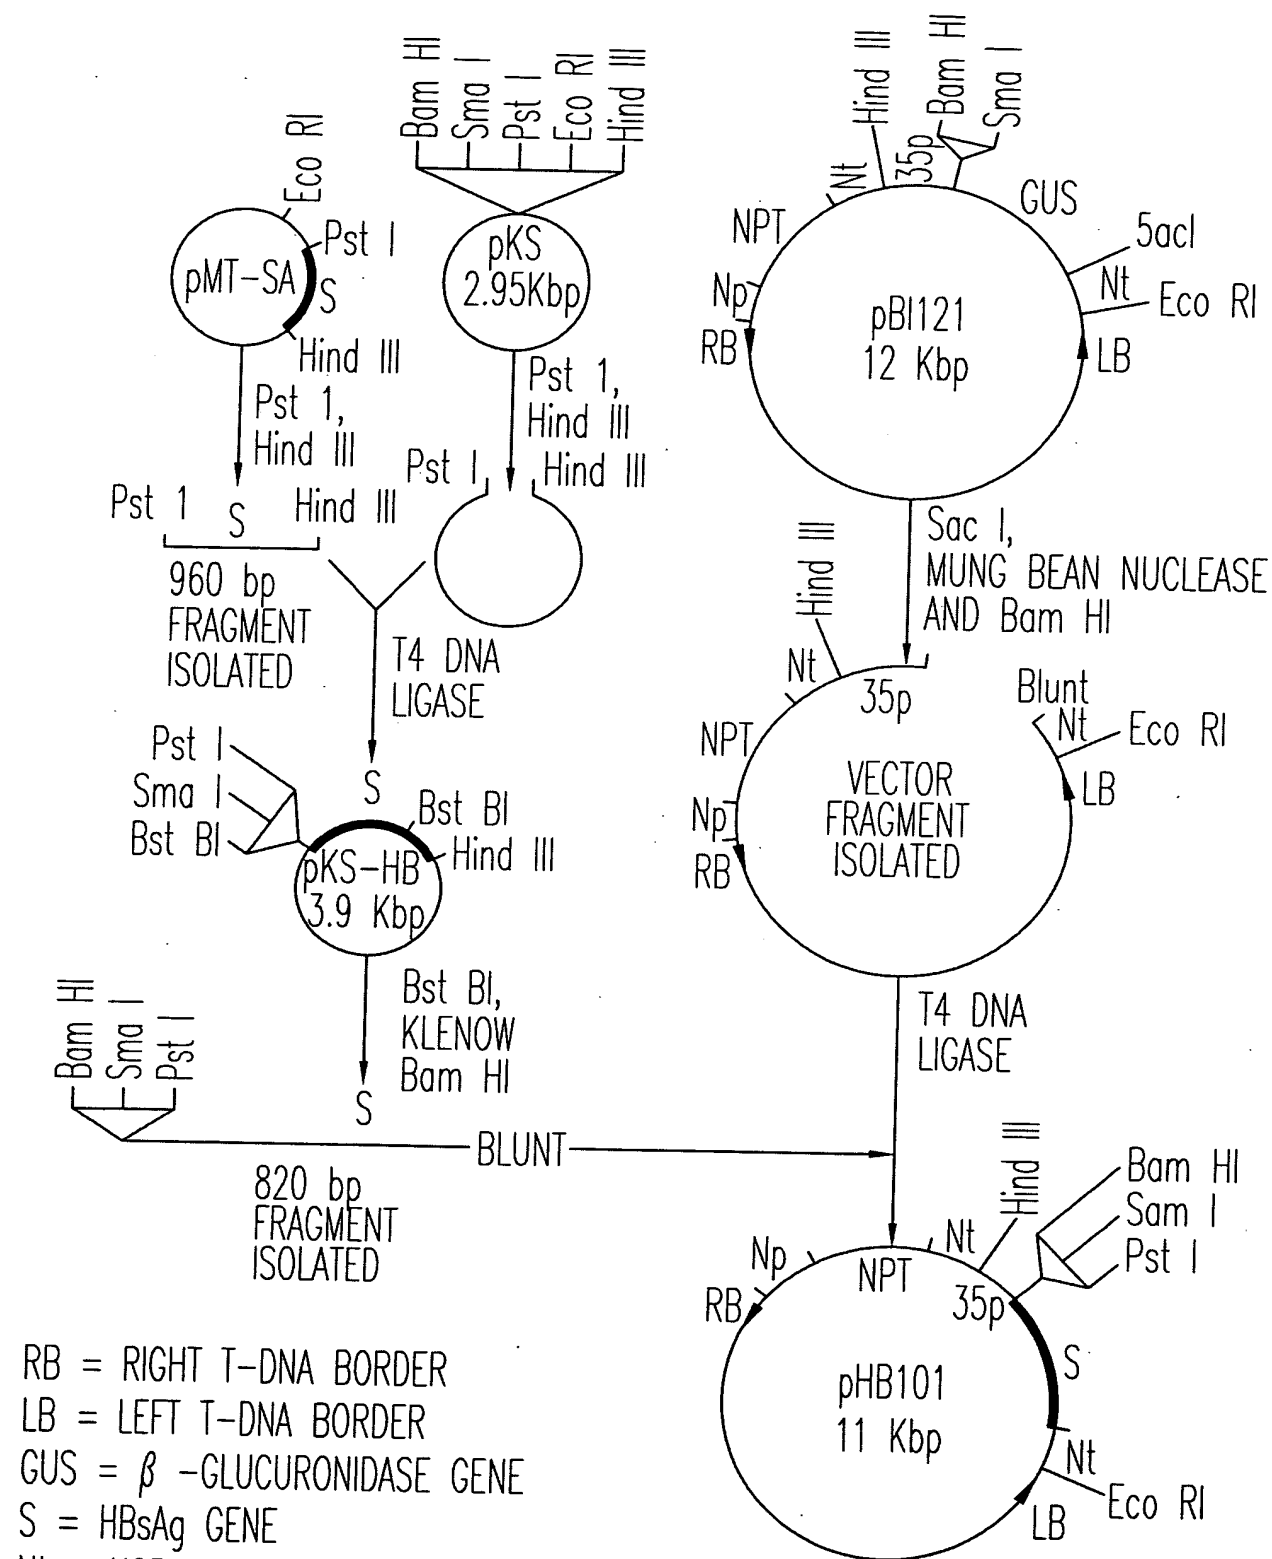 Eco RI
Pst I
pMT-SA
S
Hind III
Pst 1,
Hind III
Pst 1
S
Hind III
960 bp
FRAGMENT
ISOLATED
Bam HI
Sma I
Pst I
Eco RI
Hind III
pKS
2.95Kbp
Pst 1,
Hind III
Pst I
Hind III
T4 DNA
LIGASE
Pst I
Sma I
Bst BI
S
Bst BI
Hind III
pKS-HB
3.9 Kbp
Bst BI,
KLENOW
Bam HI
S
Bam HI
Sma I
Pst I
BLUNT
820 bp
FRAGMENT
ISOLATED
Hind III
Bam HI
Sma I
35p
Nt
NPT
Np
RB
GUS
5acI
Nt
Eco RI
LB
pBI121
12 Kbp
Sac I,
MUNG BEAN NUCLEASE
AND Bam HI
Hind III
Nt
35p
NPT
Np
RB
Blunt
Nt
Eco RI
LB
VECTOR
FRAGMENT
ISOLATED
T4 DNA
LIGASE
Hind III
Bam HI
Sam I
Pst I
Nt
Np
NPT
35p
RB
S
pHB101
11 Kbp
Nt
Eco RI
LB
RB = RIGHT T-DNA BORDER
LB = LEFT T-DNA BORDER
GUS = β -GLUCURONIDASE GENE
S = HBsAg GENE